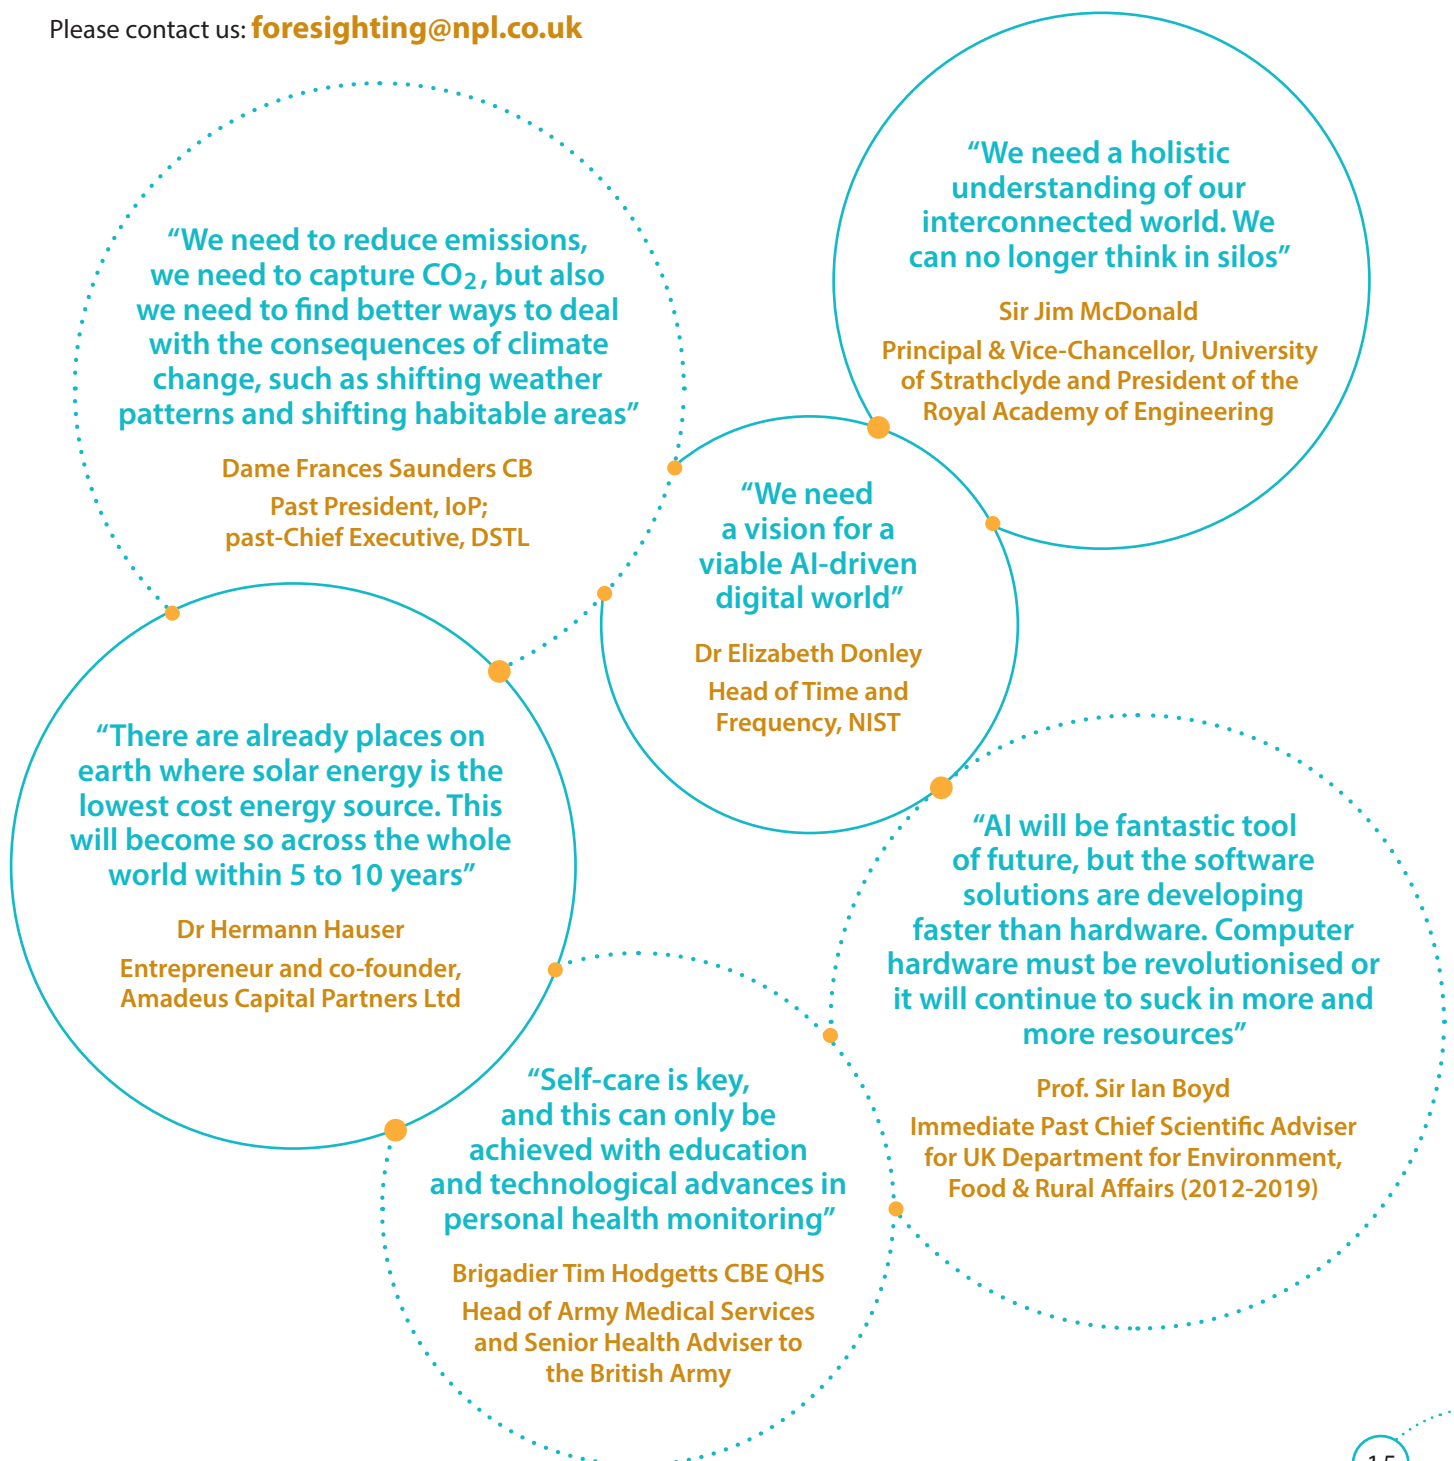 Please contact us: foresighting@npl.co.uk
“We need a holistic
understanding of our
interconnected world. We
can no longer think in silos”
Sir Jim McDonald
Principal & Vice-Chancellor, University
of Strathclyde and President of the
Royal Academy of Engineering
“We need to reduce emissions,
we need to capture CO₂, but also
we need to find better ways to deal
with the consequences of climate
change, such as shifting weather
patterns and shifting habitable areas”
Dame Frances Saunders CB
Past President, IoP;
past-Chief Executive, DSTL
“We need
a vision for a
viable AI-driven
digital world”
Dr Elizabeth Donley
Head of Time and
Frequency, NIST
“There are already places on
earth where solar energy is the
lowest cost energy source. This
will become so across the whole
world within 5 to 10 years”
Dr Hermann Hauser
Entrepreneur and co-founder,
Amadeus Capital Partners Ltd
“AI will be fantastic tool
of future, but the software
solutions are developing
faster than hardware. Computer
hardware must be revolutionised or
it will continue to suck in more and
more resources”
Prof. Sir Ian Boyd
Immediate Past Chief Scientific Adviser
for UK Department for Environment,
Food & Rural Affairs (2012-2019)
“Self-care is key,
and this can only be
achieved with education
and technological advances in
personal health monitoring”
Brigadier Tim Hodgetts CBE QHS
Head of Army Medical Services
and Senior Health Adviser to
the British Army
15